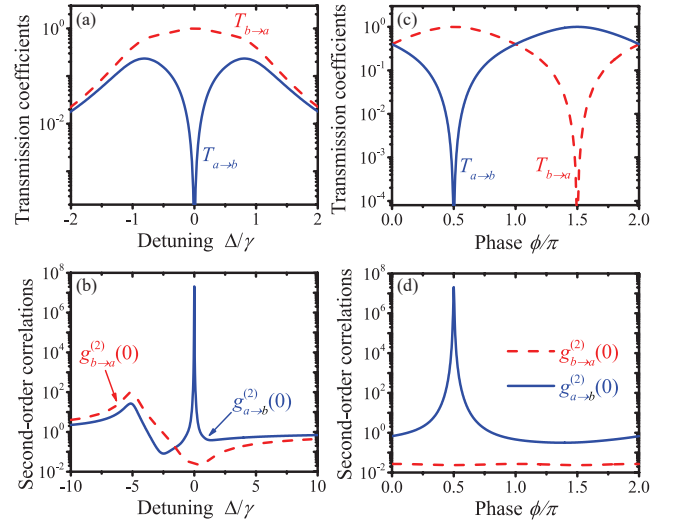 (a)
T_{b→a}
T_{a→b}
10^0
10^{-2}
-2 -1 0 1 2
Transmission coefficients
Detuning Δ/γ
(c)
T_{a→b}
T_{b→a}
10^0
10^{-1}
10^{-2}
10^{-3}
10^{-4}
0.0 0.5 1.0 1.5 2.0
Transmission coefficients
Phase ϕ/π
(b)
g^{(2)}_{b→a}(0)
g^{(2)}_{a→b}(0)
10^8
10^6
10^4
10^2
10^0
10^{-2}
-10 -5 0 5 10
Second-order correlations
Detuning Δ/γ
(d)
g^{(2)}_{b→a}(0)
g^{(2)}_{a→b}(0)
10^8
10^6
10^4
10^2
10^0
10^{-2}
0.0 0.5 1.0 1.5 2.0
Second-order correlations
Phase ϕ/π